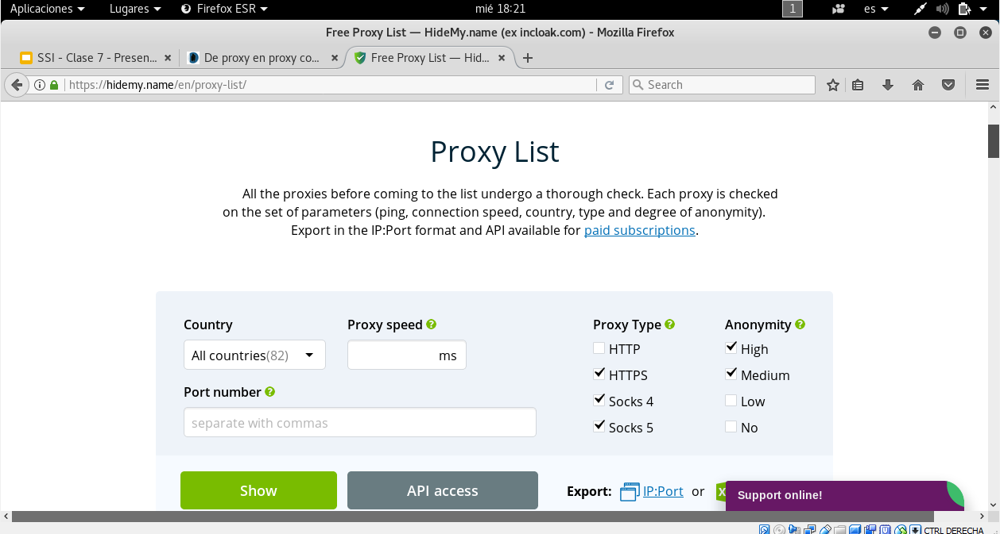 Aplicaciones Lugares Firefox ESR mié 18:21 1 es
Free Proxy List — HideMy.name (ex incloak.com) - Mozilla Firefox
SSI - Clase 7 - Presen... De proxy en proxy co... Free Proxy List — Hid...
https://hidemy.name/en/proxy-list/ Search
Proxy List
All the proxies before coming to the list undergo a thorough check. Each proxy is checked
on the set of parameters (ping, connection speed, country, type and degree of anonymity).
Export in the IP:Port format and API available for paid subscriptions.
Country Proxy speed Proxy Type Anonymity
All countries(82) ms HTTP High
HTTPS Medium
Port number Socks 4 Low
separate with commas Socks 5 No
Show API access Export: IP:Port or X
Support online!
CTRL DERECHA